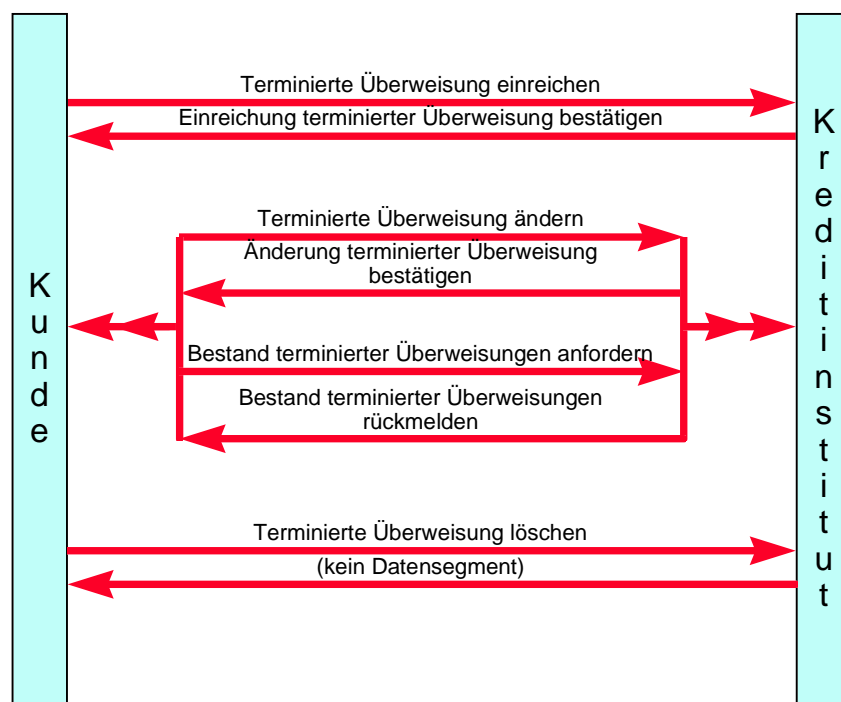 Terminierte Überweisung einreichen
Einreichung terminierter Überweisung bestätigen
Terminierte Überweisung ändern
Änderung terminierter Überweisung
bestätigen
Bestand terminierter Überweisungen anfordern
Bestand terminierter Überweisungen
rückmelden
Terminierte Überweisung löschen
(kein Datensegment)
Kunde
Kreditinstitut